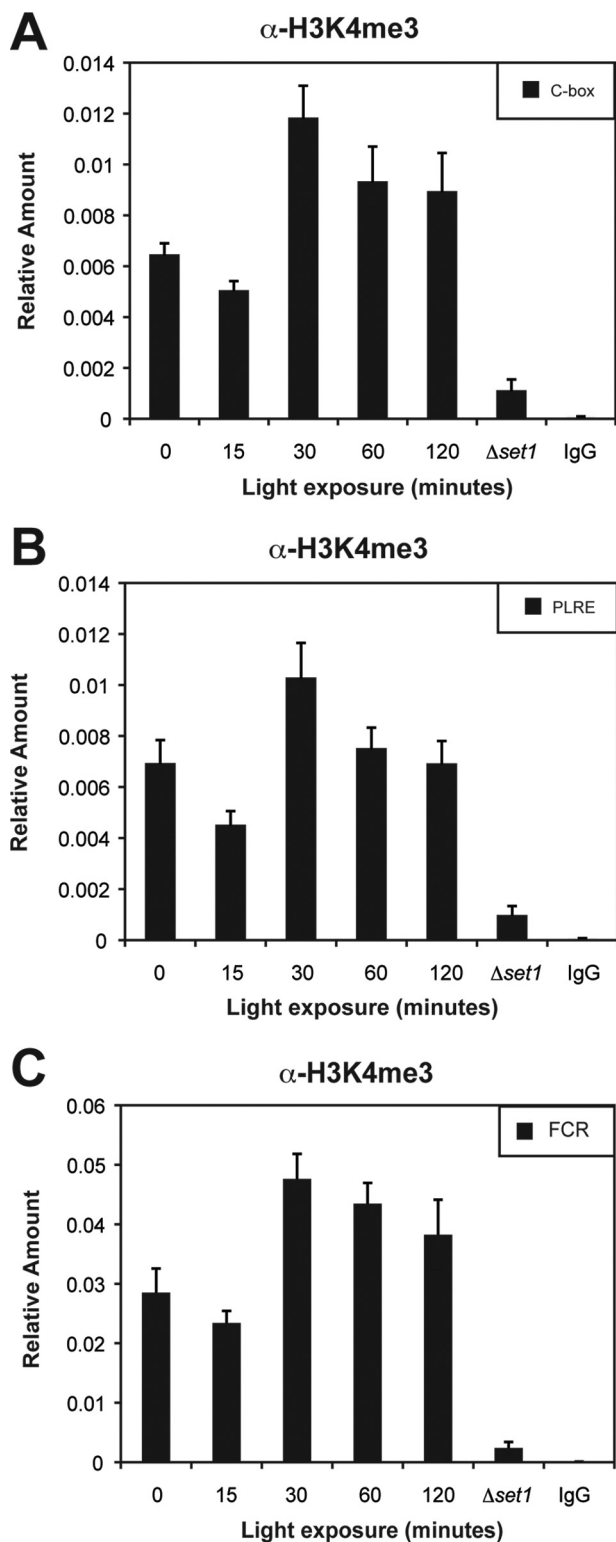 A
α-H3K4me3
C-box
Relative Amount
0.014
0.012
0.01
0.008
0.006
0.004
0.002
0
0 15 30 60 120 Δset1 IgG
Light exposure (minutes)
B
α-H3K4me3
PLRE
Relative Amount
0.014
0.012
0.01
0.008
0.006
0.004
0.002
0
0 15 30 60 120 Δset1 IgG
Light exposure (minutes)
C
α-H3K4me3
FCR
Relative Amount
0.06
0.05
0.04
0.03
0.02
0.01
0
0 15 30 60 120 Δset1 IgG
Light exposure (minutes)